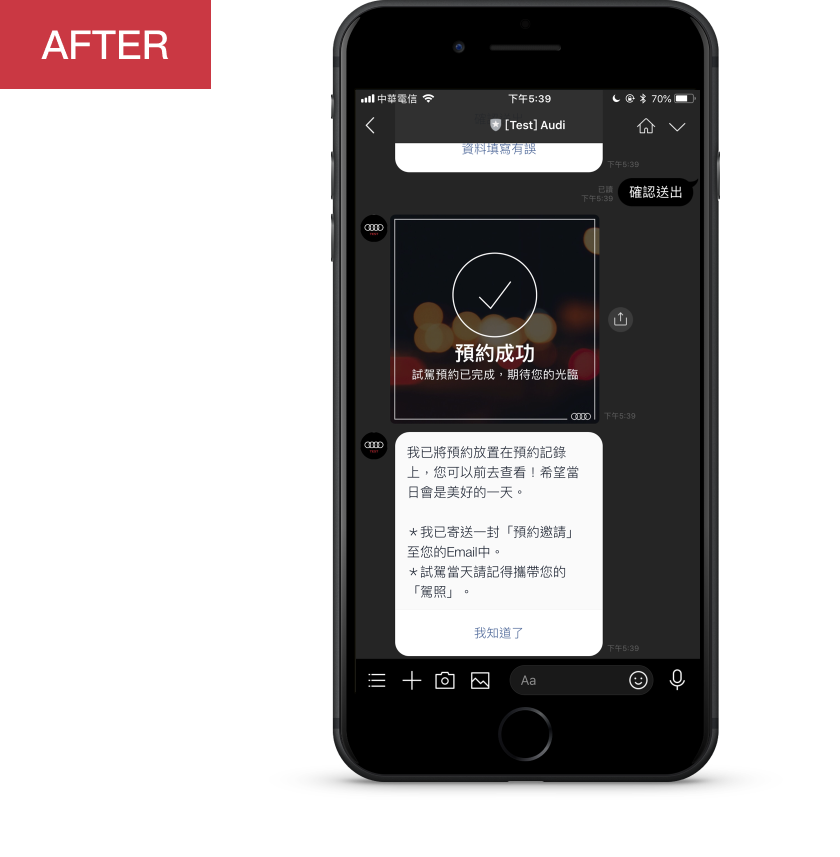 AFTER
中華電信
下午5:39
70%
[Test] Audi
資料填寫有誤
下午5:39
已讀
下午5:39
確認送出
預約成功
試駕預約已完成，期待您的光臨
下午5:39
我已將預約放置在預約記錄
上，您可以前去查看！希望當
日會是美好的一天。
＊我已寄送一封「預約邀請」
至您的Email中。
＊試駕當天請記得攜帶您的
「駕照」。
我知道了
下午5:39
Aa